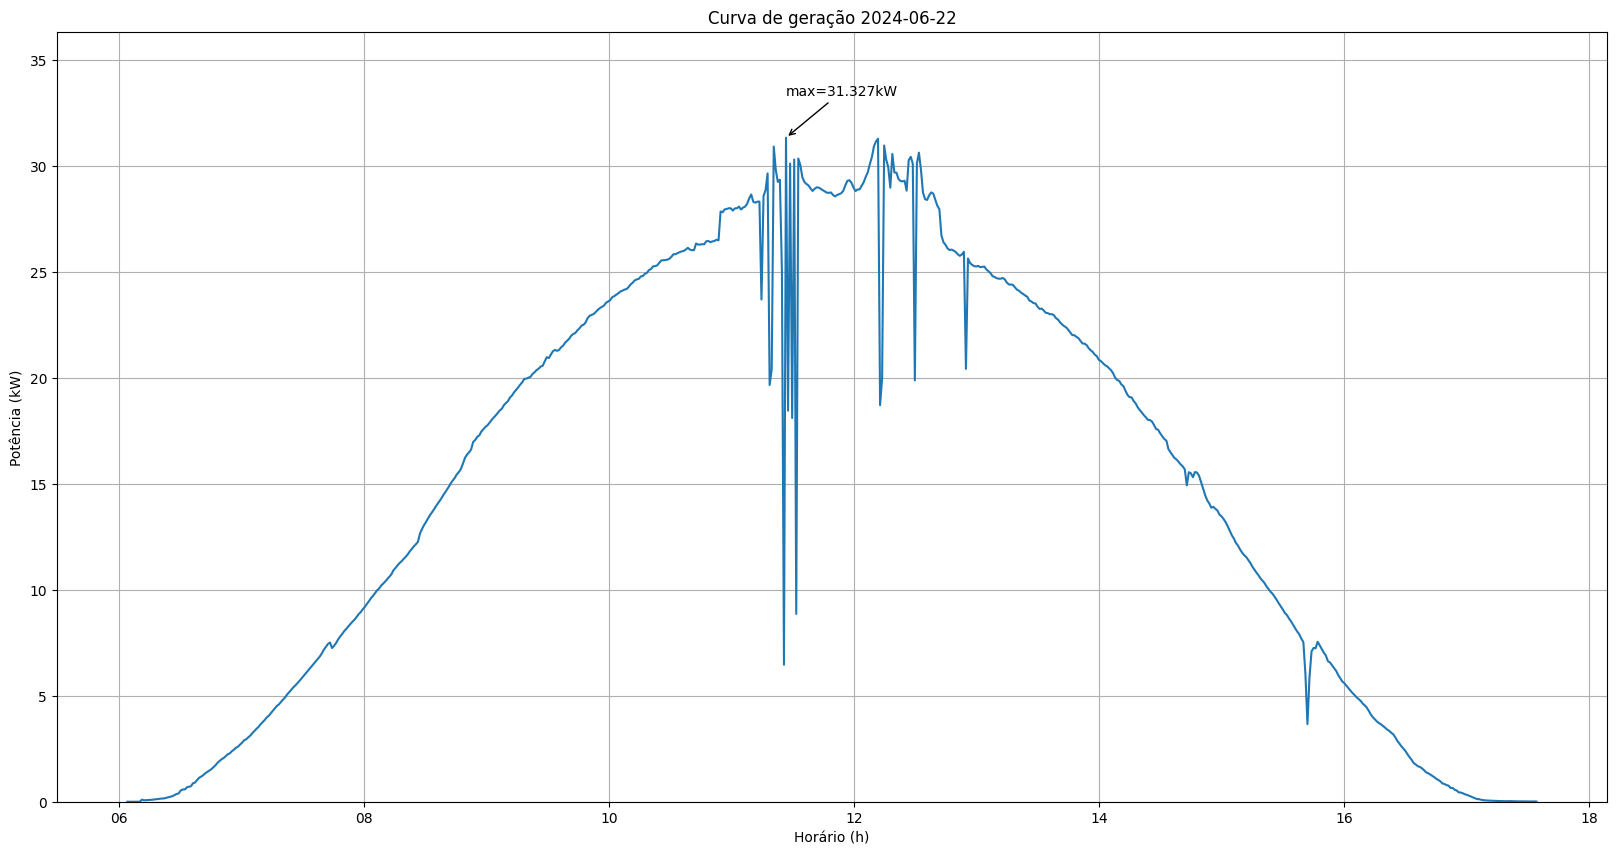 Curva de geração 2024-06-22
max=31.327kW
Potência (kW)
35
30
25
20
15
10
5
0
06 08 10 12 14 16 18
Horário (h)